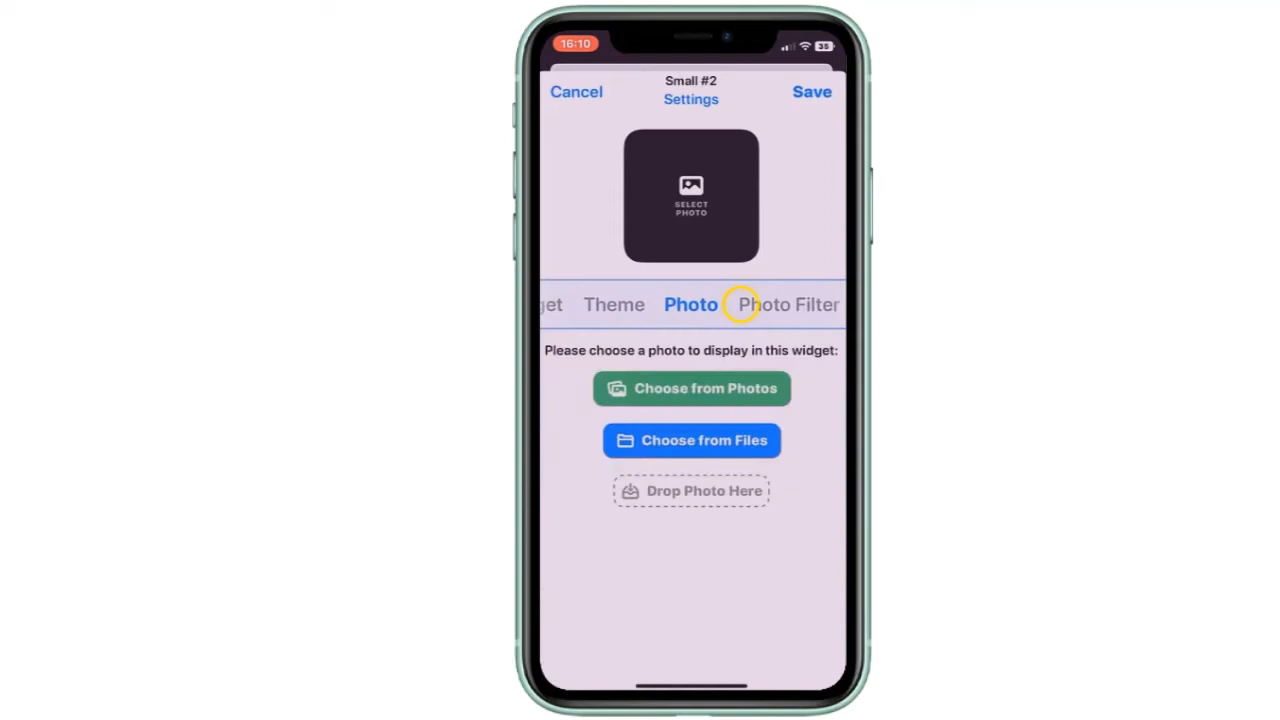 16:10
35
Small #2
Cancel
Settings
Save
SELECT
PHOTO
get Theme Photo Photo Filter
Please choose a photo to display in this widget:
Choose from Photos
Choose from Files
Drop Photo Here